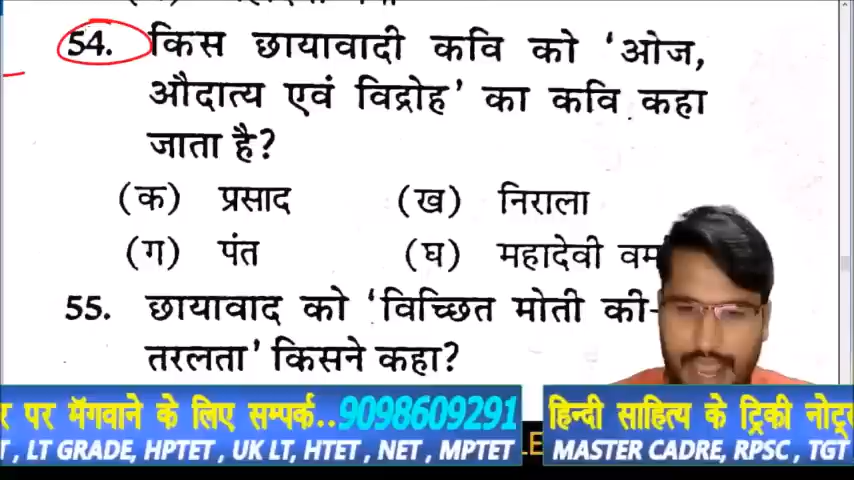 54. किस छायावादी कवि को 'ओज,
औदात्य एवं विद्रोह' का कवि कहा
जाता है?
(क) प्रसाद (ख) निराला
(ग) पंत (घ) महादेवी
55. छायावाद को 'विच्छित मोती की-
तरलता' किसने कहा?
पर मॅगवाने के लिए सम्पर्क..9098609291 हिन्दी साहित्य के ट्रिकी
, LT GRADE, HPTET , UK LT, HTET , NET , MPTET MASTER CADRE, RPSC , TGT